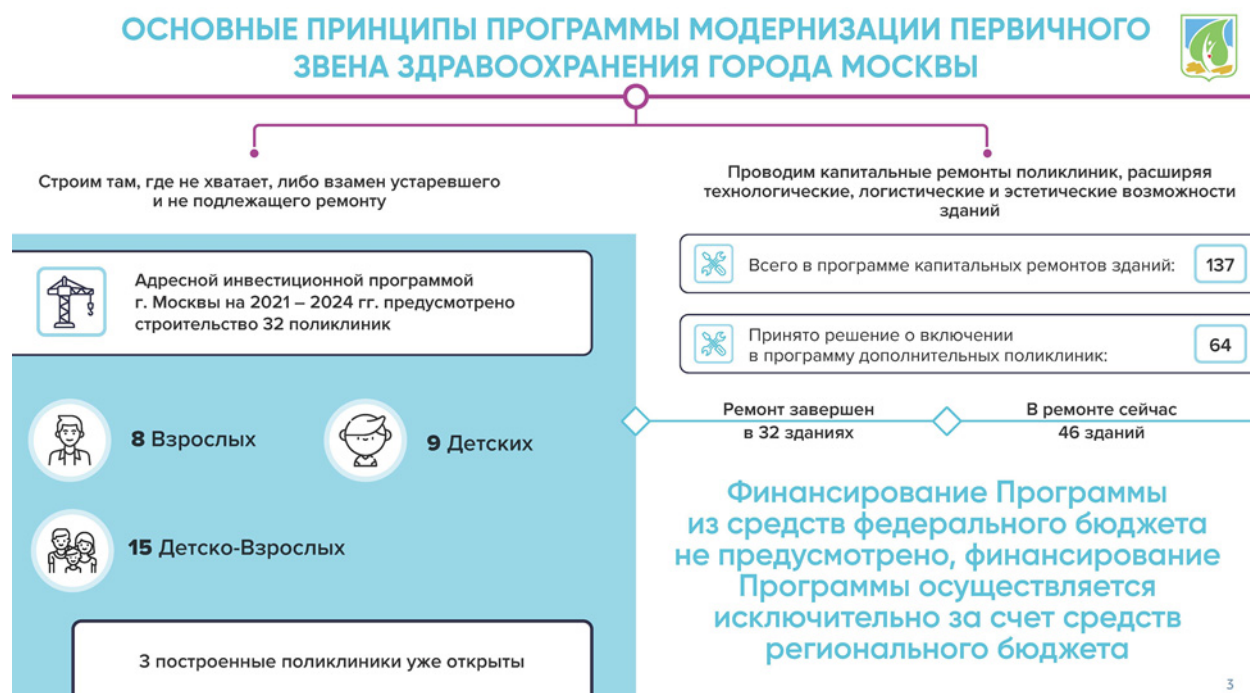 ОСНОВНЫЕ ПРИНЦИПЫ ПРОГРАММЫ МОДЕРНИЗАЦИИ ПЕРВИЧНОГО
ЗВЕНА ЗДРАВООХРАНЕНИЯ ГОРОДА МОСКВЫ
Строим там, где не хватает, либо взамен устаревшего
и не подлежащего ремонту
Адресной инвестиционной программой
г. Москвы на 2021 – 2024 гг. предусмотрено
строительство 32 поликлиник
8 Взрослых
9 Детских
15 Детско-Взрослых
3 построенные поликлиники уже открыты
Проводим капитальные ремонты поликлиник, расширяя
технологические, логистические и эстетические возможности
зданий
Всего в программе капитальных ремонтов зданий: 137
Принято решение о включении
в программу дополнительных поликлиник: 64
Ремонт завершен
в 32 зданиях
В ремонте сейчас
46 зданий
Финансирование Программы
из средств федерального бюджета
не предусмотрено, финансирование
Программы осуществляется
исключительно за счет средств
регионального бюджета
3